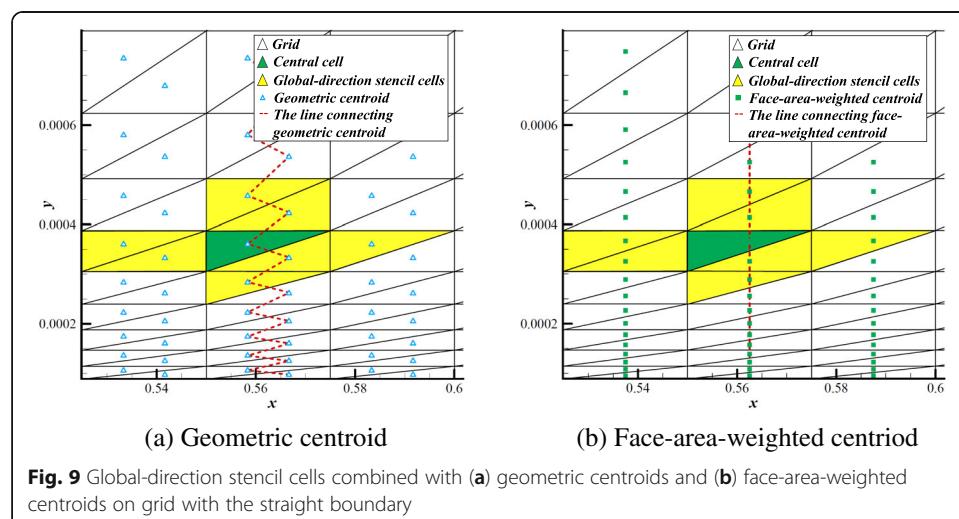 Grid
Central cell
Global-direction stencil cells
Geometric centroid
The line connecting
geometric centroid
0.0006
0.0004
0.0002
y
0.54
0.56
0.58
0.6
x
(a) Geometric centroid
Grid
Central cell
Global-direction stencil cells
Face-area-weighted centroid
The line connecting face-
area-weighted centroid
0.0006
0.0004
0.0002
y
0.54
0.56
0.58
0.6
x
(b) Face-area-weighted centriod
Fig. 9 Global-direction stencil cells combined with (a) geometric centroids and (b) face-area-weighted
centroids on grid with the straight boundary